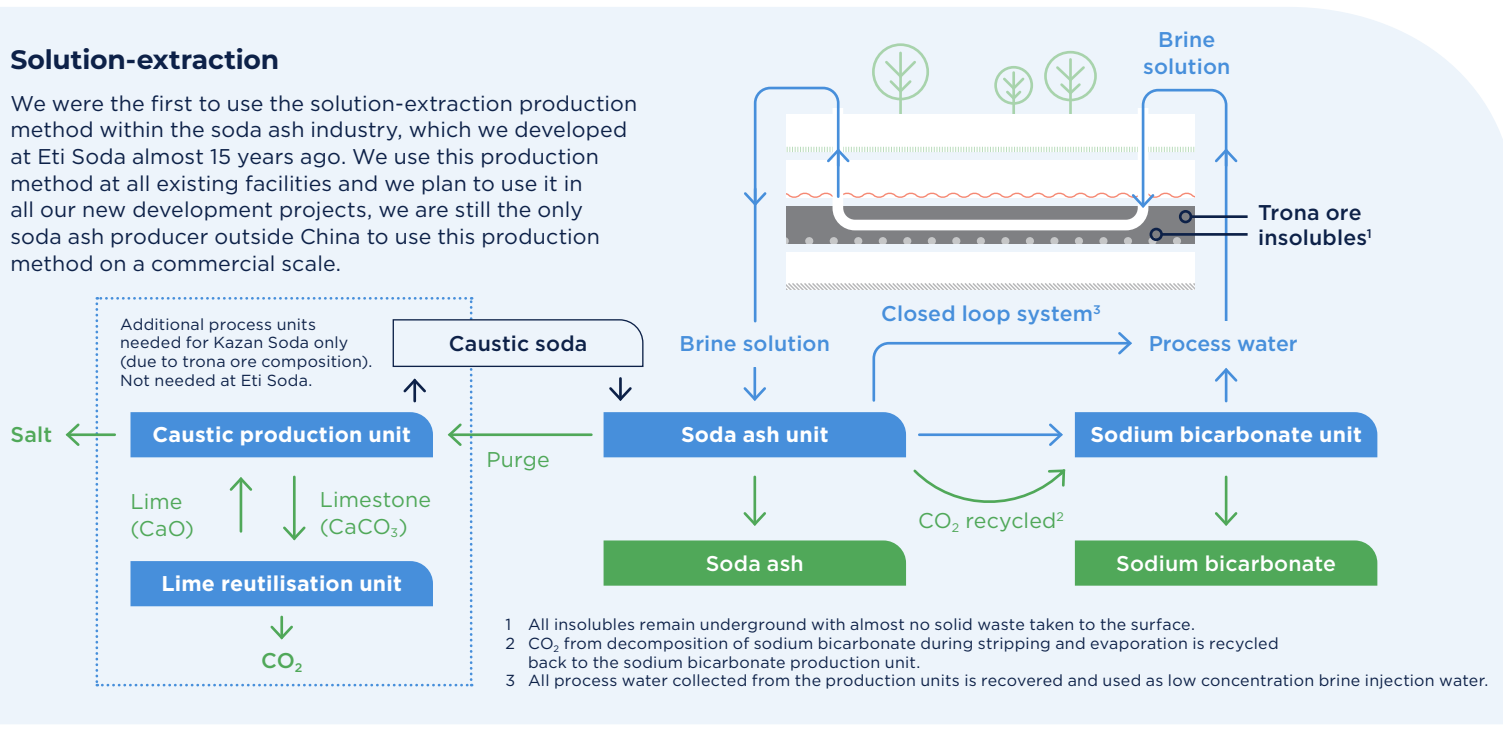 Solution-extraction
We were the first to use the solution-extraction production
method within the soda ash industry, which we developed
at Eti Soda almost 15 years ago. We use this production
method at all existing facilities and we plan to use it in
all our new development projects, we are still the only
soda ash producer outside China to use this production
method on a commercial scale.
Brine
solution
Trona ore
insolubles¹
Closed loop system³
Additional process units
needed for Kazan Soda only
(due to trona ore composition).
Not needed at Eti Soda.
Caustic soda
Brine solution
Process water
Salt
Caustic production unit
Purge
Soda ash unit
Sodium bicarbonate unit
Lime
(CaO)
Limestone
(CaCO₃)
CO₂ recycled²
Lime reutilisation unit
Soda ash
Sodium bicarbonate
CO₂
1 All insolubles remain underground with almost no solid waste taken to the surface.
2 CO₂ from decomposition of sodium bicarbonate during stripping and evaporation is recycled
back to the sodium bicarbonate production unit.
3 All process water collected from the production units is recovered and used as low concentration brine injection water.